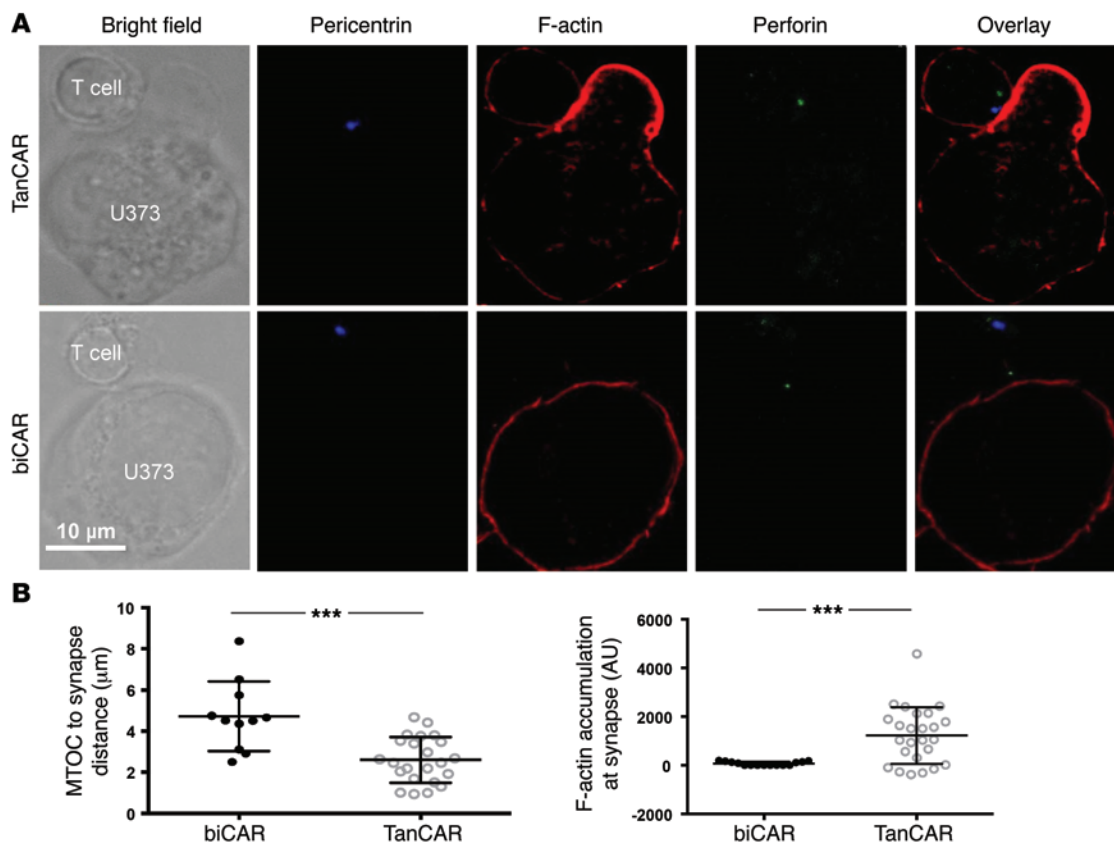 A
Bright field
Pericentrin
F-actin
Perforin
Overlay
TanCAR
T cell
U373
biCAR
T cell
U373
10 μm
B
MTOC to synapse
distance (μm)
10
8
6
4
2
0
***
biCAR
TanCAR
F-actin accumulation
at synapse (AU)
6000
4000
2000
0
-2000
***
biCAR
TanCAR